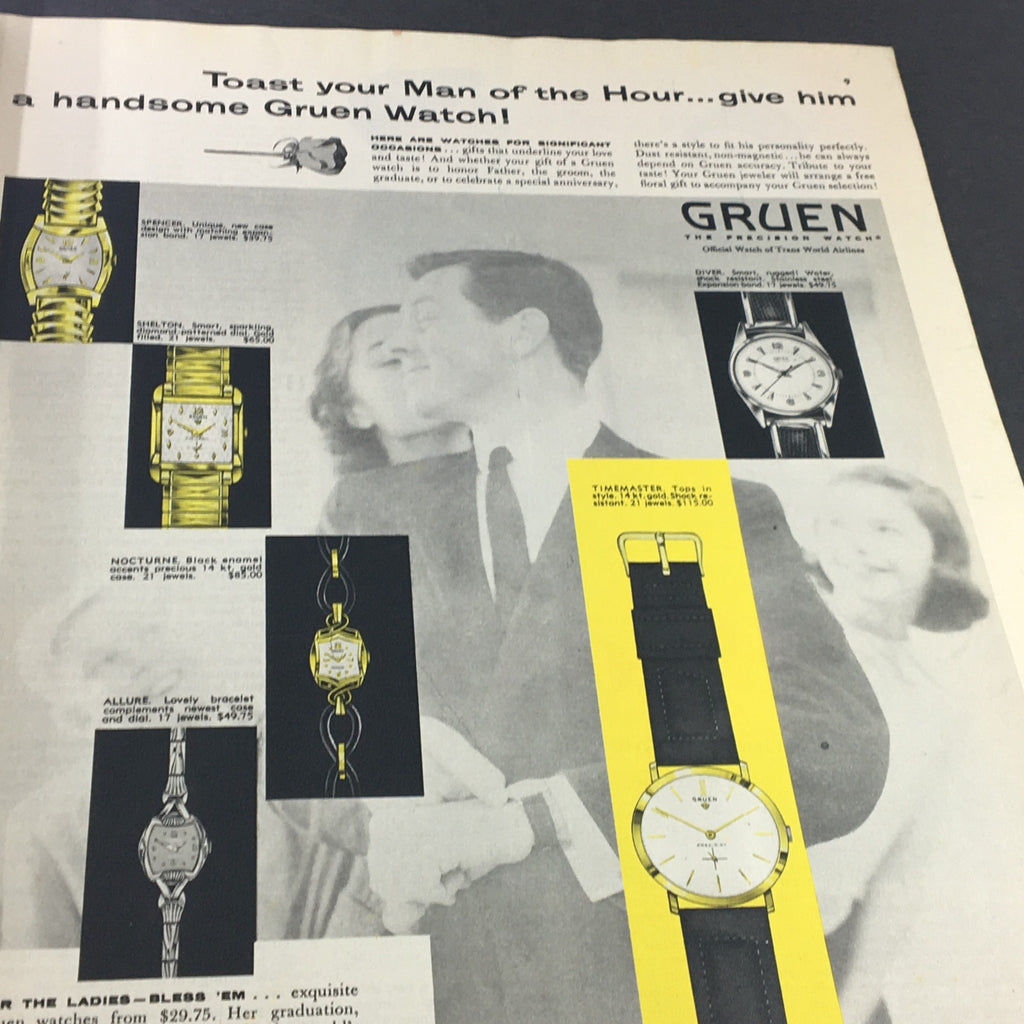 Toast your Man of the Hour...give him
a handsome Gruen Watch!
HERE ARE WATCHES FOR SIGNIFICANT
OCCASIONS... gifts that underline your love
and taste! And whether your gift of a Gruen
watch is to honor Father, the groom, the
graduate, or to celebrate a special anniversary,
there's a style to fit his personality perfectly.
Dust resistant, non-magnetic...he can always
depend on Gruen accuracy. Tribute to your
taste! Your Gruen jeweler will arrange a free
floral gift to accompany your Gruen selection!
GRUEN
THE PRECISION WATCH®
Official Watch of Trans World Airlines
SPENCER. Unique, new case
design with matching expan-
sion band. 17 jewels. $39.75
DIVER. Smart, rugged! Water,
shock resistant. Stainless steel.
Expansion band. 17 jewels. $49.75
SHELTON. Smart, sparkling
diamond-patterned dial. Gold
filled. 21 jewels. $65.00
TIMEMASTER. Tops in
style. 14 kt. gold. Shock re-
sistant. 21 jewels. $115.00
NOCTURNE. Black enamel
accents precious 14 kt. gold
case. 21 jewels. $85.00
ALLURE. Lovely bracelet
complements newest case
and dial. 17 jewels. $49.75
GRUEN
PRECISION
R THE LADIES—BLESS 'EM ... exquisite
uen watches from $29.75. Her graduation,